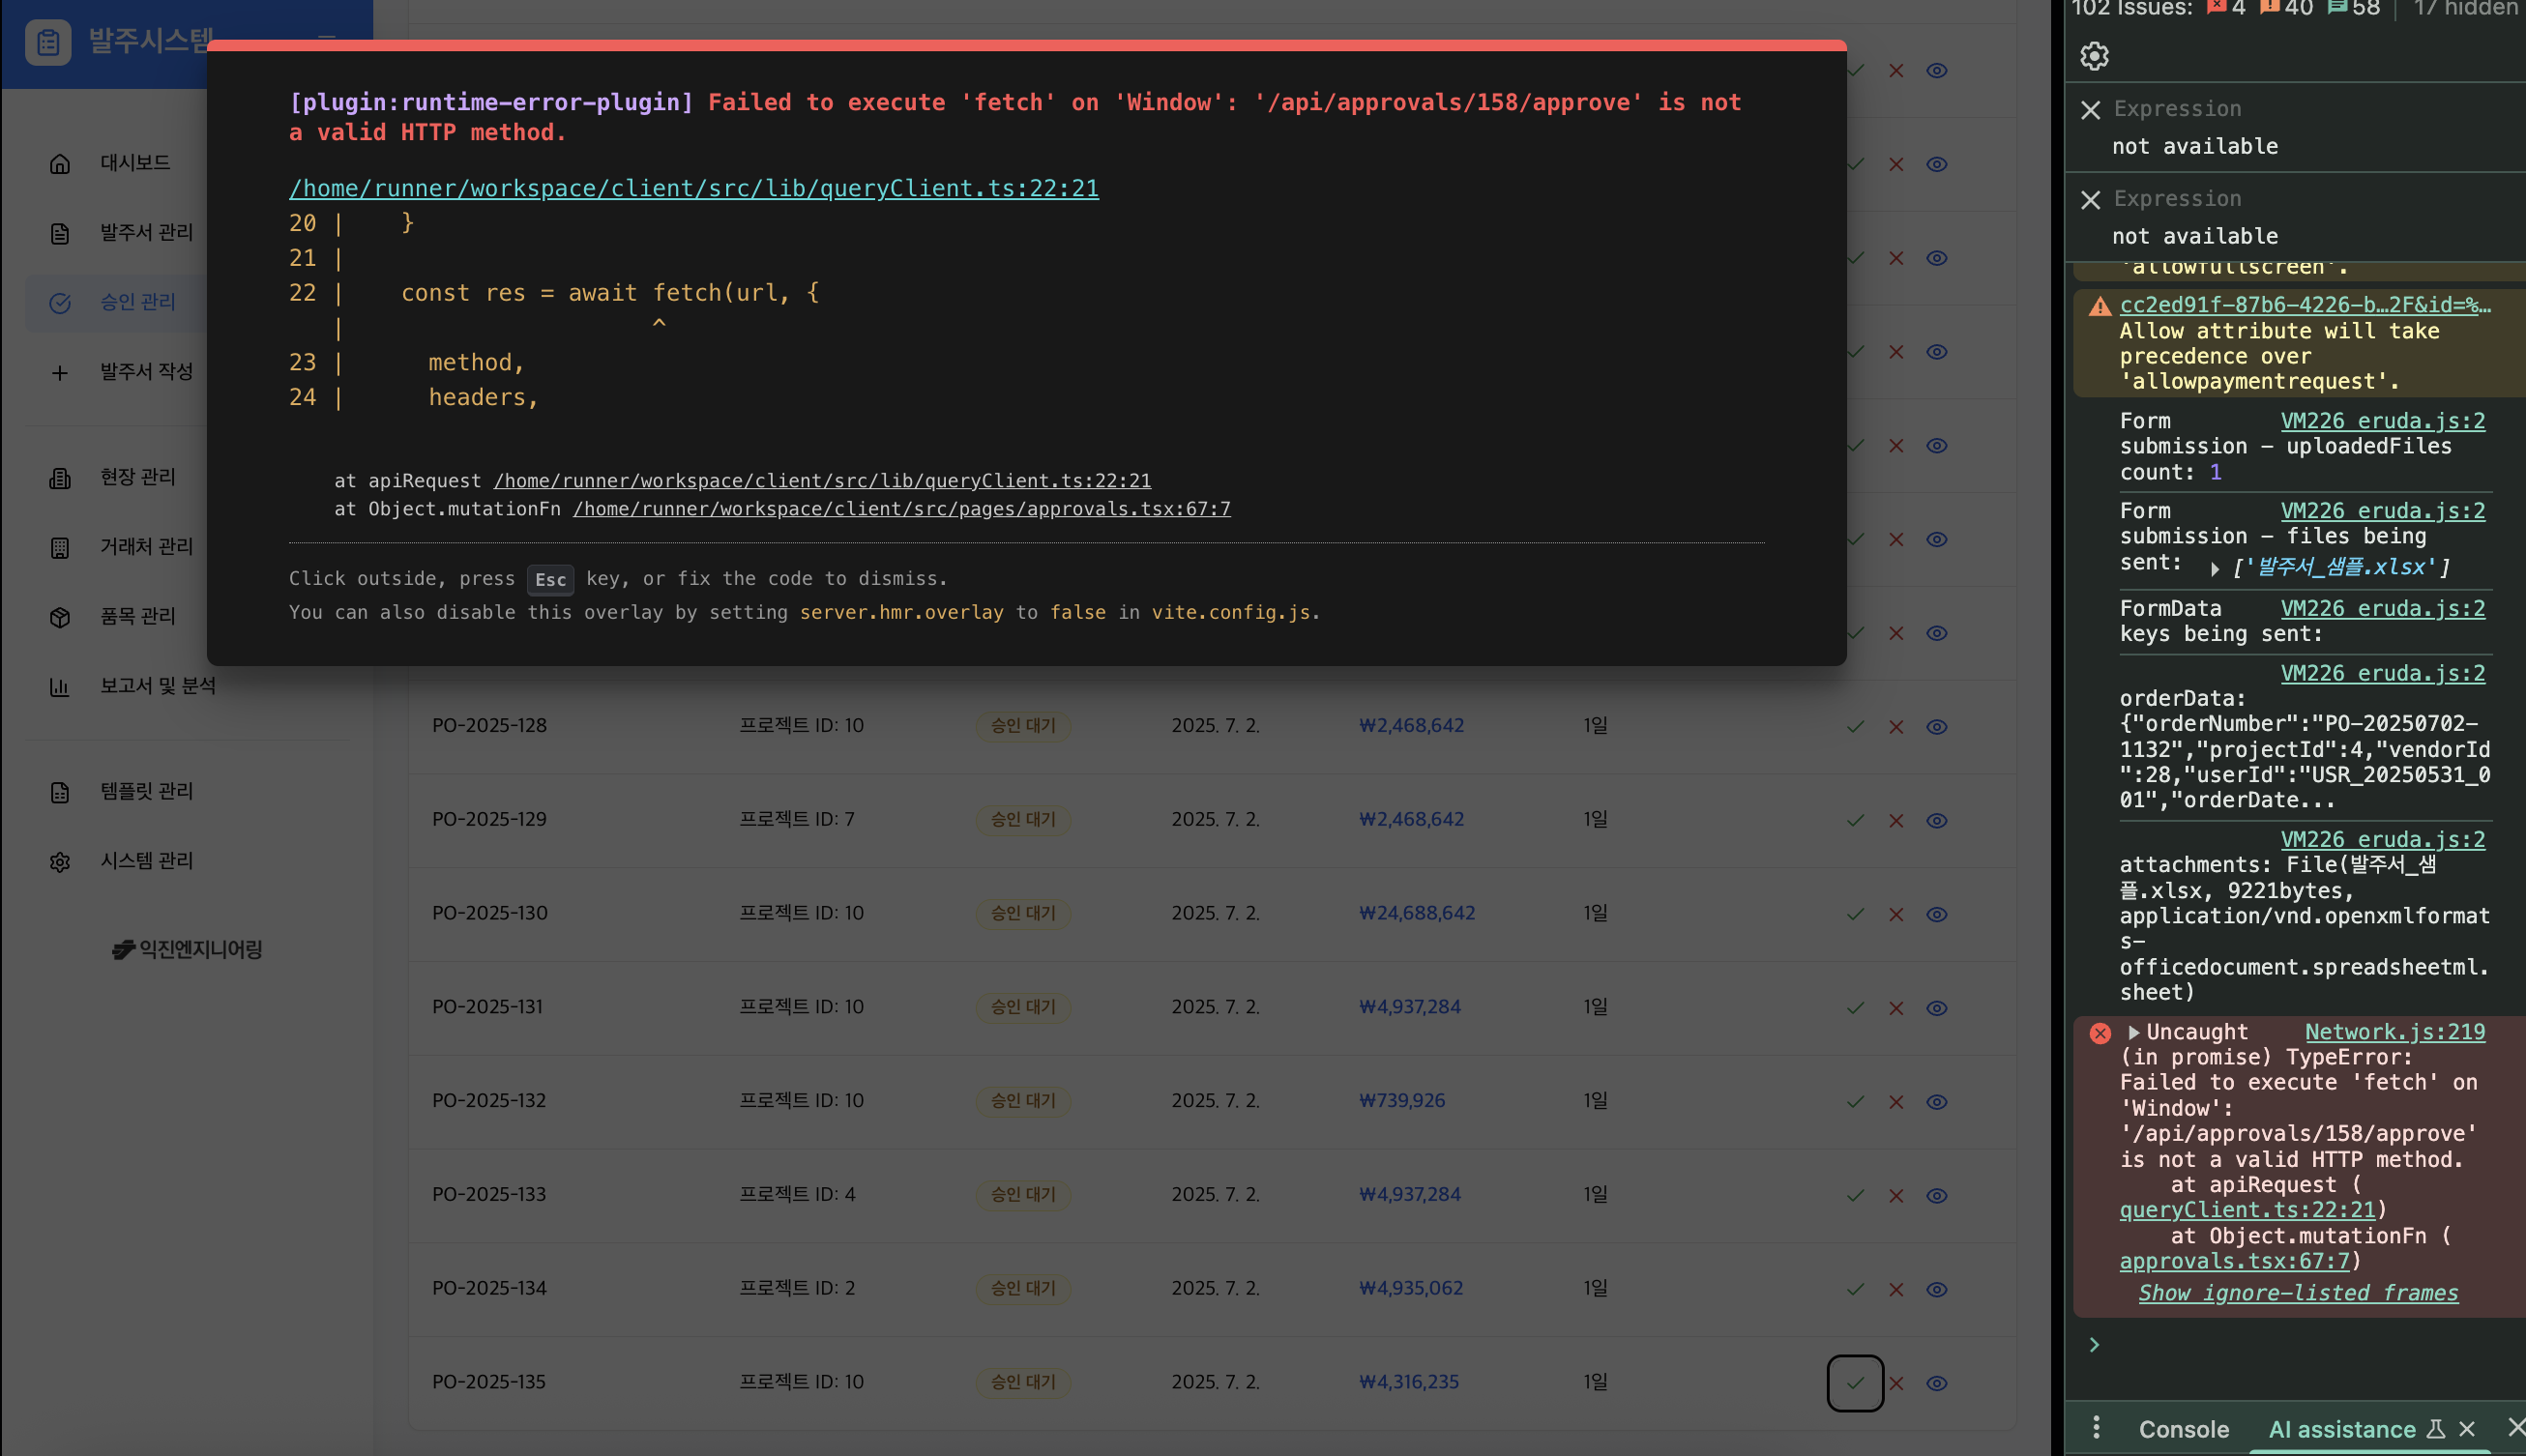 발주시스템
대시보드
발주서 관리
승인 관리
발주서 작성
현장 관리
거래처 관리
품목 관리
보고서 및 분석
템플릿 관리
시스템 관리
익진엔지니어링
[plugin:runtime-error-plugin] Failed to execute 'fetch' on 'Window': '/api/approvals/158/approve' is not
a valid HTTP method.
/home/runner/workspace/client/src/lib/queryClient.ts:22:21
20 |    }
21 |
22 |    const res = await fetch(url, {
   |                      ^
23 |      method,
24 |      headers,
at apiRequest /home/runner/workspace/client/src/lib/queryClient.ts:22:21
at Object.mutationFn /home/runner/workspace/client/src/pages/approvals.tsx:67:7
Click outside, press Esc key, or fix the code to dismiss.
You can also disable this overlay by setting server.hmr.overlay to false in vite.config.js.
PO-2025-128 프로젝트 ID: 10 승인 대기 2025. 7. 2. ₩2,468,642 1일
PO-2025-129 프로젝트 ID: 7 승인 대기 2025. 7. 2. ₩2,468,642 1일
PO-2025-130 프로젝트 ID: 10 승인 대기 2025. 7. 2. ₩24,688,642 1일
PO-2025-131 프로젝트 ID: 10 승인 대기 2025. 7. 2. ₩4,937,284 1일
PO-2025-132 프로젝트 ID: 10 승인 대기 2025. 7. 2. ₩739,926 1일
PO-2025-133 프로젝트 ID: 4 승인 대기 2025. 7. 2. ₩4,937,284 1일
PO-2025-134 프로젝트 ID: 2 승인 대기 2025. 7. 2. ₩4,935,062 1일
PO-2025-135 프로젝트 ID: 10 승인 대기 2025. 7. 2. ₩4,316,235 1일
102 Issues: 4 40 58 | 17 hidden
Expression
not available
Expression
not available
'allowfullscreen'.
cc2ed91f-87b6-4226-b…2F&id=%…
Allow attribute will take
precedence over
'allowpaymentrequest'.
Form VM226 eruda.js:2
submission – uploadedFiles
count: 1
Form VM226 eruda.js:2
submission – files being
sent: ▸ ['발주서_샘플.xlsx']
FormData VM226 eruda.js:2
keys being sent:
VM226 eruda.js:2
orderData:
{"orderNumber":"PO-20250702-
1132","projectId":4,"vendorId
":28,"userId":"USR_20250531_0
01","orderDate...
VM226 eruda.js:2
attachments: File(발주서_샘
플.xlsx, 9221bytes,
application/vnd.openxmlformat
s-
officedocument.spreadsheetml.
sheet)
▸Uncaught Network.js:219
(in promise) TypeError:
Failed to execute 'fetch' on
'Window':
'/api/approvals/158/approve'
is not a valid HTTP method.
at apiRequest (
queryClient.ts:22:21)
at Object.mutationFn (
approvals.tsx:67:7)
Show ignore-listed frames
Console AI assistance